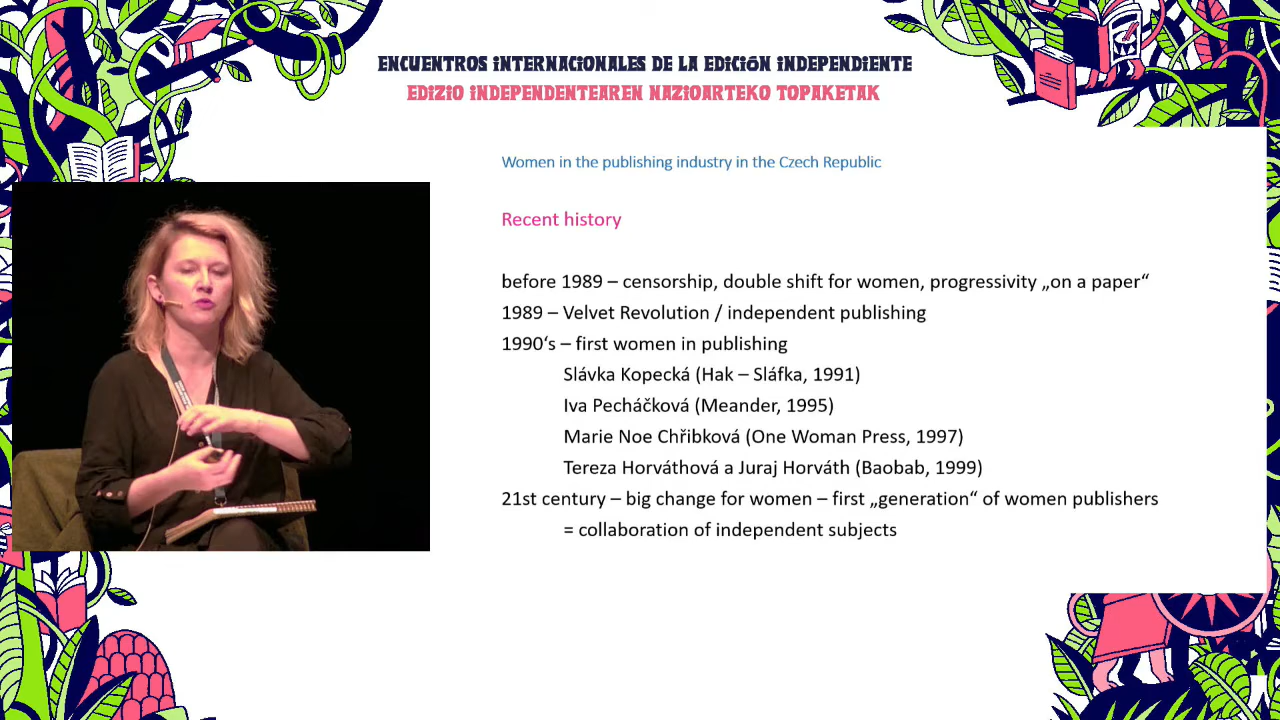 ENCUENTROS INTERNACIONALES DE LA EDICIÓN INDEPENDIENTE
EDIZIO INDEPENDENTEAREN NAZIOARTEKO TOPAKETAK
Women in the publishing industry in the Czech Republic
Recent history
before 1989 – censorship, double shift for women, progressivity „on a paper“
1989 – Velvet Revolution / independent publishing
1990‘s – first women in publishing
Slávka Kopecká (Hak – Sláfka, 1991)
Iva Pecháčková (Meander, 1995)
Marie Noe Chřibková (One Woman Press, 1997)
Tereza Horváthová a Juraj Horváth (Baobab, 1999)
21st century – big change for women – first „generation“ of women publishers
= collaboration of independent subjects